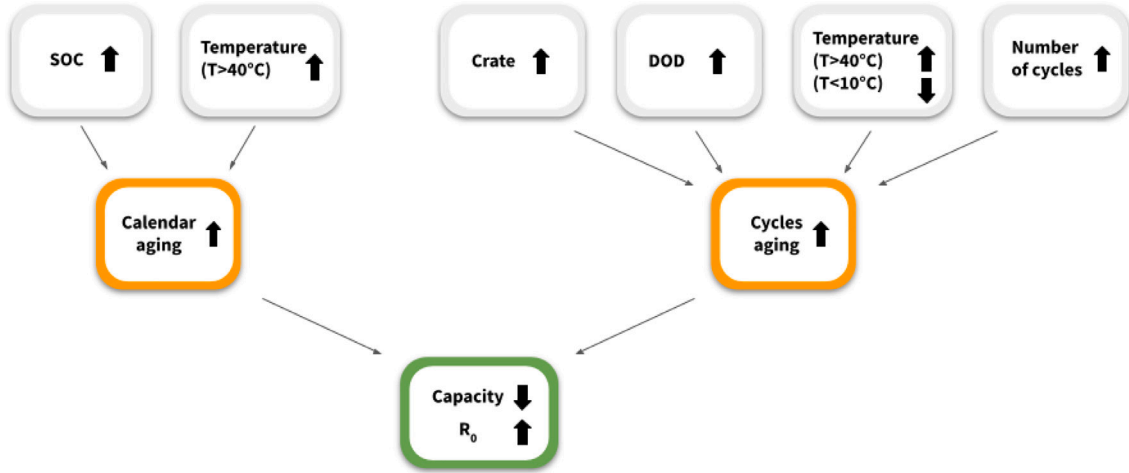 SOC
Temperature
(T>40°C)
Crate
DOD
Temperature
(T>40°C)
(T<10°C)
Number
of cycles
Calendar
aging
Cycles
aging
Capacity
R₀